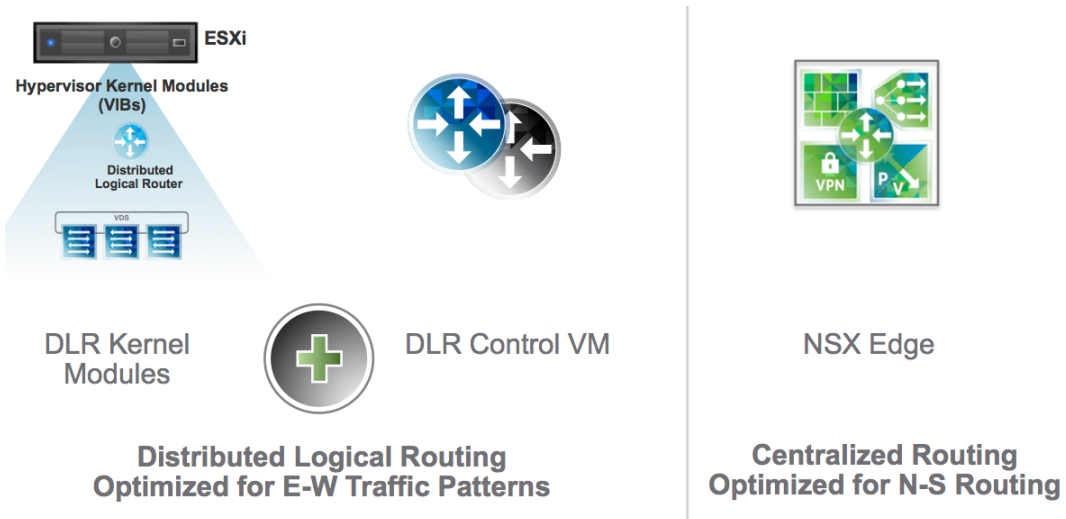 ESXi
Hypervisor Kernel Modules
(VIBs)
Distributed
Logical Router
VDS
VPN
P
V
DLR Kernel
Modules
DLR Control VM
NSX Edge
Distributed Logical Routing
Optimized for E-W Traffic Patterns
Centralized Routing
Optimized for N-S Routing